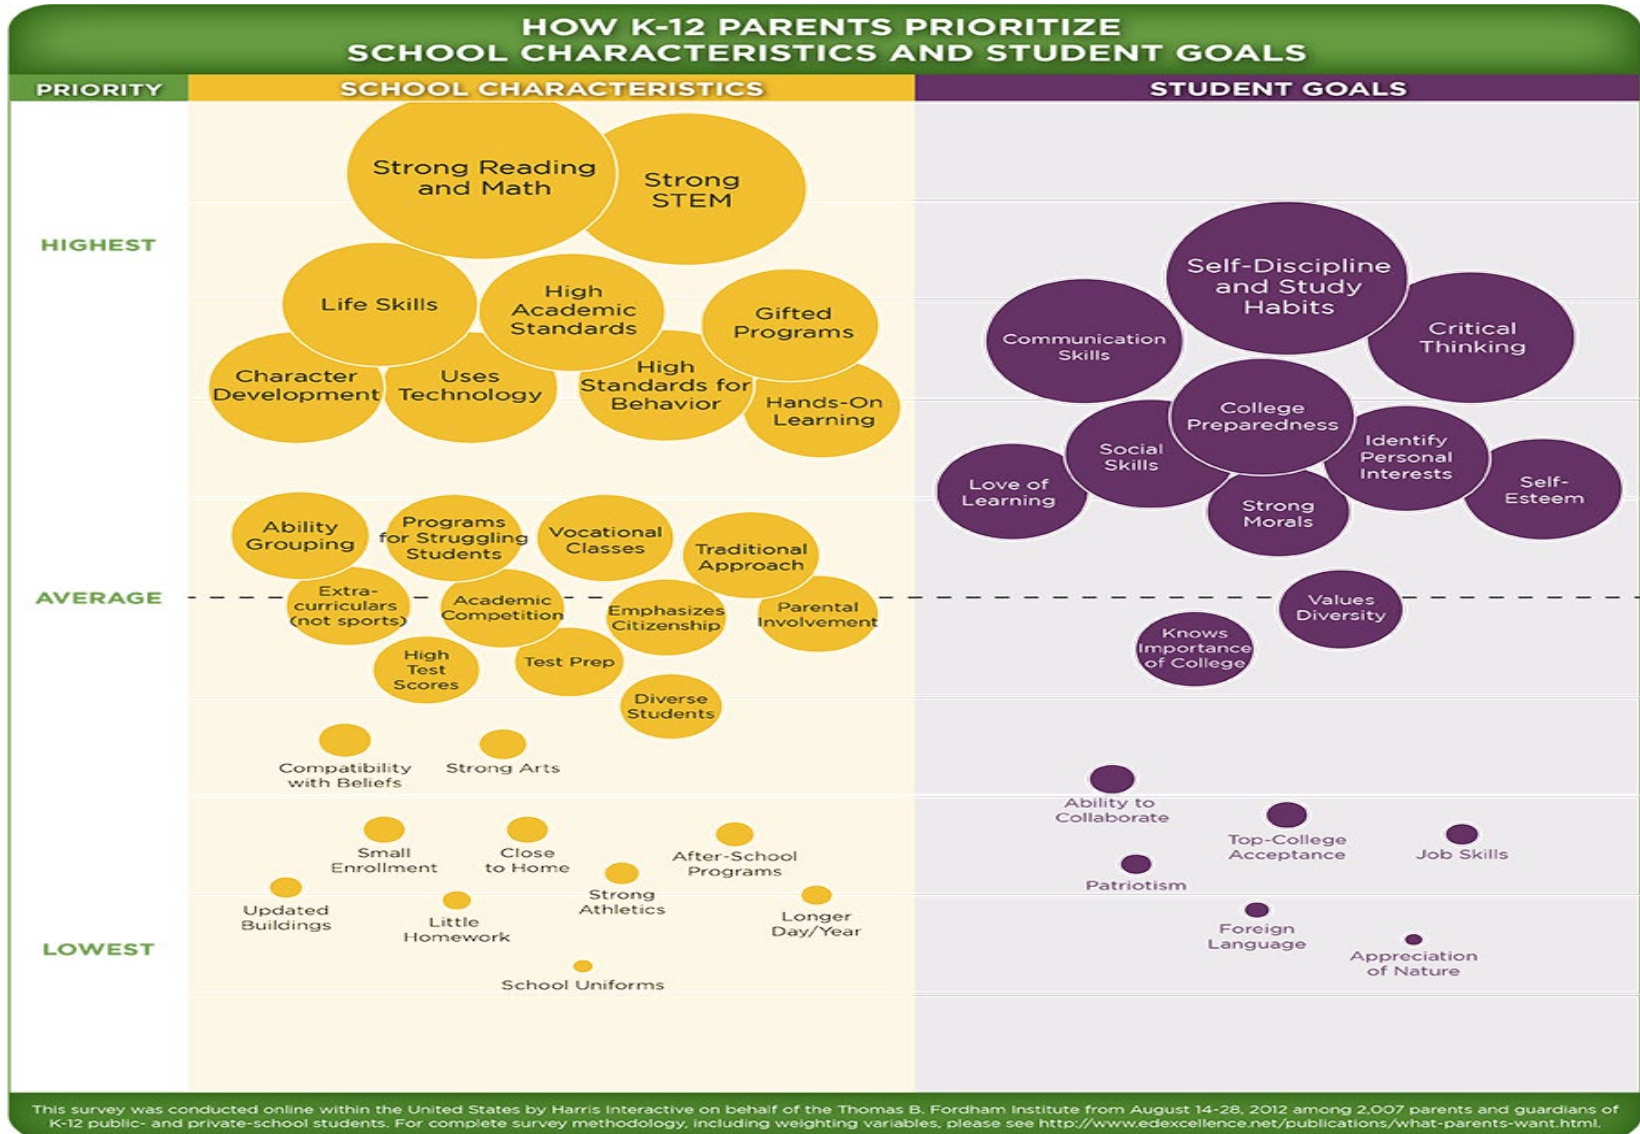 HOW K-12 PARENTS PRIORITIZE
SCHOOL CHARACTERISTICS AND STUDENT GOALS
PRIORITY
SCHOOL CHARACTERISTICS
STUDENT GOALS
HIGHEST
AVERAGE
LOWEST
Strong Reading
and Math
Strong
STEM
Life Skills
High
Academic
Standards
Gifted
Programs
Character
Development
Uses
Technology
High
Standards for
Behavior
Hands-On
Learning
Ability
Grouping
Programs
for Struggling
Students
Vocational
Classes
Traditional
Approach
Extra-
curriculars
(not sports)
Academic
Competition
Emphasizes
Citizenship
Parental
Involvement
High
Test
Scores
Test Prep
Diverse
Students
Compatibility
with Beliefs
Strong Arts
Small
Enrollment
Close
to Home
After-School
Programs
Strong
Athletics
Updated
Buildings
Little
Homework
Longer
Day/Year
School Uniforms
Self-Discipline
and Study
Habits
Communication
Skills
Critical
Thinking
College
Preparedness
Social
Skills
Identify
Personal
Interests
Love of
Learning
Strong
Morals
Self-
Esteem
Values
Diversity
Knows
Importance
of College
Ability to
Collaborate
Top-College
Acceptance
Job Skills
Patriotism
Foreign
Language
Appreciation
of Nature
This survey was conducted online within the United States by Harris Interactive on behalf of the Thomas B. Fordham Institute from August 14-28, 2012 among 2,007 parents and guardians of
K-12 public- and private-school students. For complete survey methodology, including weighting variables, please see http://www.edexcellence.net/publications/what-parents-want.html.